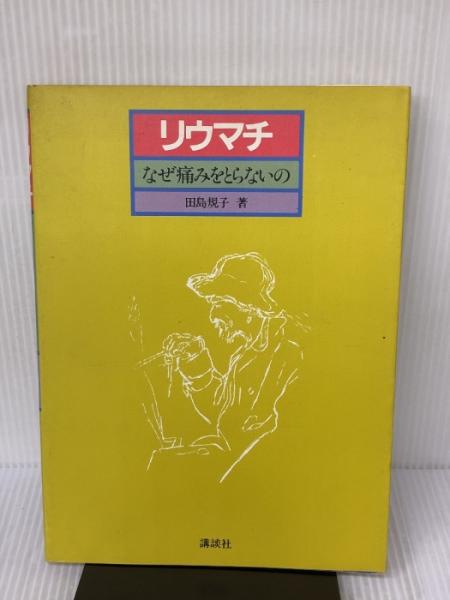 リウマチ
なぜ痛みをとらないの
田島規子 著
講談社